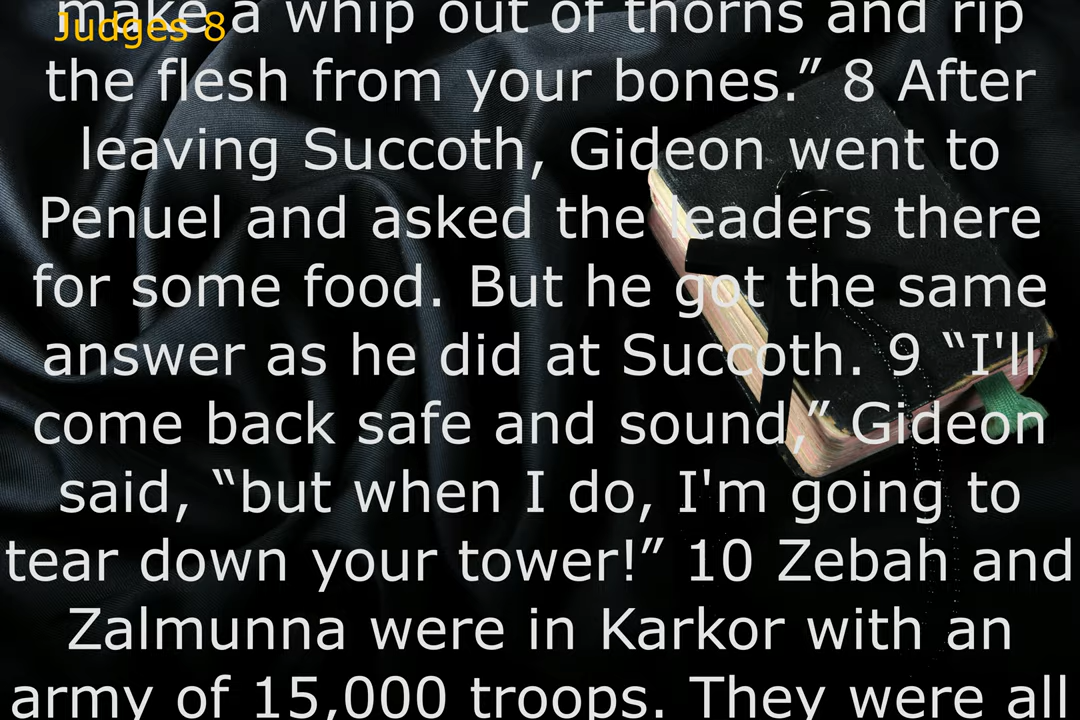 make a whip out of thorns and rip
Judges 8
the flesh from your bones.” 8 After
leaving Succoth, Gideon went to
Penuel and asked the leaders there
for some food. But he got the same
answer as he did at Succoth. 9 “I'll
come back safe and sound,” Gideon
said, “but when I do, I'm going to
tear down your tower!” 10 Zebah and
Zalmunna were in Karkor with an
army of 15,000 troops. They were all